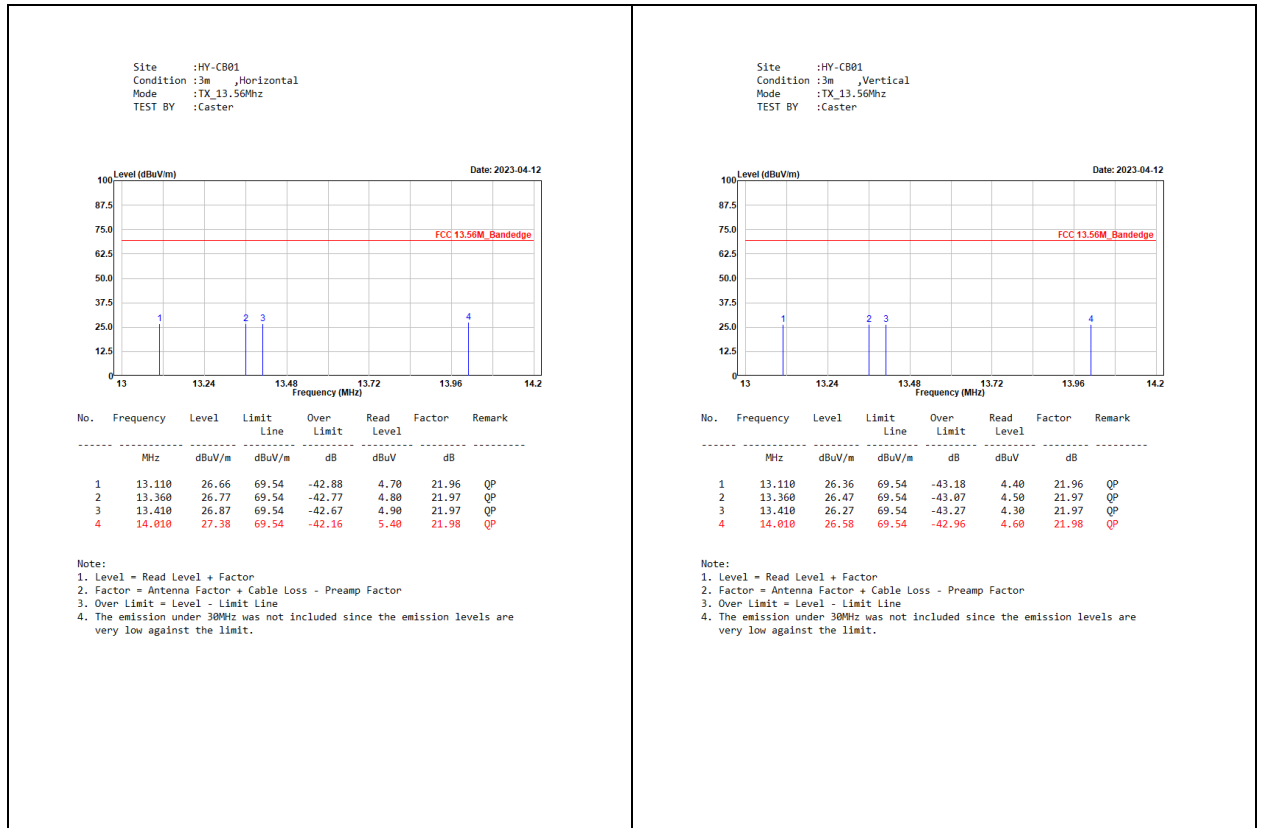 Site      :HY-CB01
Condition :3m    ,Horizontal
Mode      :TX_13.56Mhz
TEST BY   :Caster
Level (dBuV/m)
Date: 2023-04-12
100
87.5
75.0
FCC 13.56M_Bandedge
62.5
50.0
37.5
1 2 3 4
25.0
12.5
0
13 13.24 13.48 13.72 13.96 14.2
Frequency (MHz)
No. Frequency Level Limit Over Read Factor Remark
Line Limit Level
------ ----------- -------- -------- -------- --------- -------- ---------
MHz dBuV/m dBuV/m dB dBuV dB
1 13.110 26.66 69.54 -42.88 4.70 21.96 QP
2 13.360 26.77 69.54 -42.77 4.80 21.97 QP
3 13.410 26.87 69.54 -42.67 4.90 21.97 QP
4 14.010 27.38 69.54 -42.16 5.40 21.98 QP
Note:
1. Level = Read Level + Factor
2. Factor = Antenna Factor + Cable Loss - Preamp Factor
3. Over Limit = Level - Limit Line
4. The emission under 30MHz was not included since the emission levels are
very low against the limit.
Site      :HY-CB01
Condition :3m    ,Vertical
Mode      :TX_13.56Mhz
TEST BY   :Caster
Level (dBuV/m)
Date: 2023-04-12
100
87.5
75.0
FCC 13.56M_Bandedge
62.5
50.0
37.5
1 2 3 4
25.0
12.5
0
13 13.24 13.48 13.72 13.96 14.2
Frequency (MHz)
No. Frequency Level Limit Over Read Factor Remark
Line Limit Level
------ ----------- -------- -------- -------- --------- -------- ---------
MHz dBuV/m dBuV/m dB dBuV dB
1 13.110 26.36 69.54 -43.18 4.40 21.96 QP
2 13.360 26.47 69.54 -43.07 4.50 21.97 QP
3 13.410 26.27 69.54 -43.27 4.30 21.97 QP
4 14.010 26.58 69.54 -42.96 4.60 21.98 QP
Note:
1. Level = Read Level + Factor
2. Factor = Antenna Factor + Cable Loss - Preamp Factor
3. Over Limit = Level - Limit Line
4. The emission under 30MHz was not included since the emission levels are
very low against the limit.